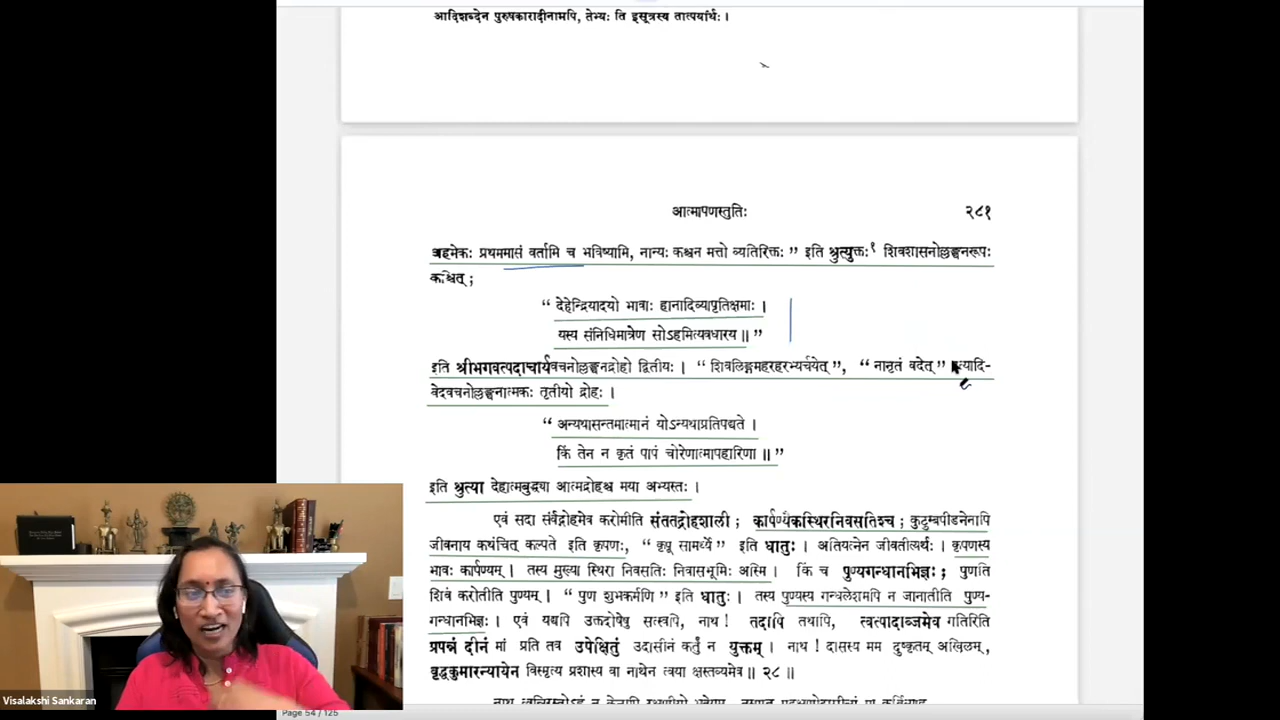 आदिशब्देन पुरुषकारादीनामपि, तेभ्यः ति इसूत्रस्य तात्पर्यार्थः ।
आत्मापणस्तुतिः २८१
अहमेकः प्रथममासं वर्तामि च भविष्यामि, नान्यः कश्चन मत्तो व्यतिरिक्तः ” इति श्रुत्युक्तः१ शिवशासनोल्लङ्घनरूपः
कश्चित् ;
“ देहेन्द्रियादयो भावाः हानादिव्यापृतिक्षमाः ।
यस्य संनिधिमात्रेण सोऽहमित्यवधारय ॥ ”
इति श्रीभगवत्पदाचार्यवचनोल्लङ्घनद्रोहो द्वितीयः । “ शिवलिङ्गमहरहरभ्यर्चयेत् ”, “ नानृतं वदेत् ” इत्यादि-
वेदवचनोल्लङ्घनात्मकः तृतीयो द्रोहः ।
“ अन्यथासन्तमात्मानं योऽन्यथाप्रतिपद्यते ।
किं तेन न कृतं पापं चोरेणात्मापहारिणा ॥ ”
इति श्रुत्या देहात्मबुद्ध्या आत्मद्रोहश्च मया अभ्यस्तः ।
एवं सदा सर्वद्रोहमेव करोमीति संततद्रोहशाली ; कार्पण्यैकस्थिरनिवसतिश्च ; कुटुम्बपीडनेनापि
जीवनाय कथंचित् कल्पते इति कृपणः, “ कृपू सामर्थ्ये ” इति धातुः । अतियत्नेन जीवतीत्यर्थः । कृपणस्य
भावः कार्पण्यम् । तस्य मुख्या स्थिरा निवसतिः निवासभूमिः अस्मि । किं च पुण्यगन्धानभिज्ञः ; पुणति
शिवं करोतीति पुण्यम् । “ पुण शुभकर्मणि ” इति धातुः । तस्य पुण्यस्य गन्धलेशमपि न जानातीति पुण्य-
गन्धानभिज्ञः । एवं यद्यपि उक्तदोषेषु सत्स्वपि, नाथ ! तदापि तथापि, त्वत्पादाब्जमेव गतिरिति
प्रपन्नं दीनं मां प्रति तव उपेक्षितुं उदासीनं कर्तुं न युक्तम् । नाथ ! दासस्य मम दुष्कृतम् अखिलम्,
वृद्धकुमारन्यायेन विस्मृत्य प्रशास्य वा नाथेन त्वया क्षस्तव्यमेव ॥ २८ ॥
Visalakshi Sankaran
Page 54 / 125